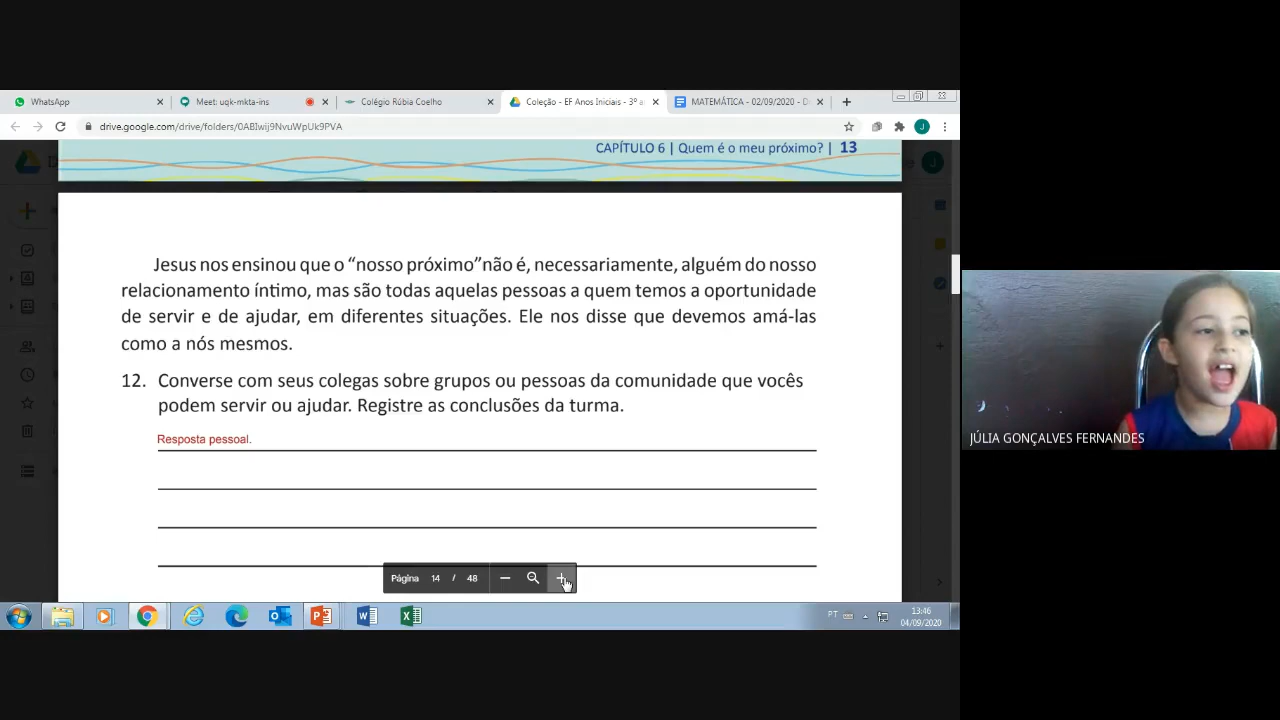 WhatsApp
Meet: uqk-mkta-ins
Colégio Rúbia Coelho
Coleção - EF Anos Iniciais - 3º a
MATEMÁTICA - 02/09/2020 - D
drive.google.com/drive/folders/0ABIwij9NvuWpUk9PVA
J
CAPÍTULO 6 | Quem é o meu próximo? | 13
J
Jesus nos ensinou que o “nosso próximo”não é, necessariamente, alguém do nosso
relacionamento íntimo, mas são todas aquelas pessoas a quem temos a oportunidade
de servir e de ajudar, em diferentes situações. Ele nos disse que devemos amá-las
como a nós mesmos.
12. Converse com seus colegas sobre grupos ou pessoas da comunidade que vocês
podem servir ou ajudar. Registre as conclusões da turma.
Resposta pessoal.
JÚLIA GONÇALVES FERNANDES
Página 14 / 48
PT
13:46
04/09/2020